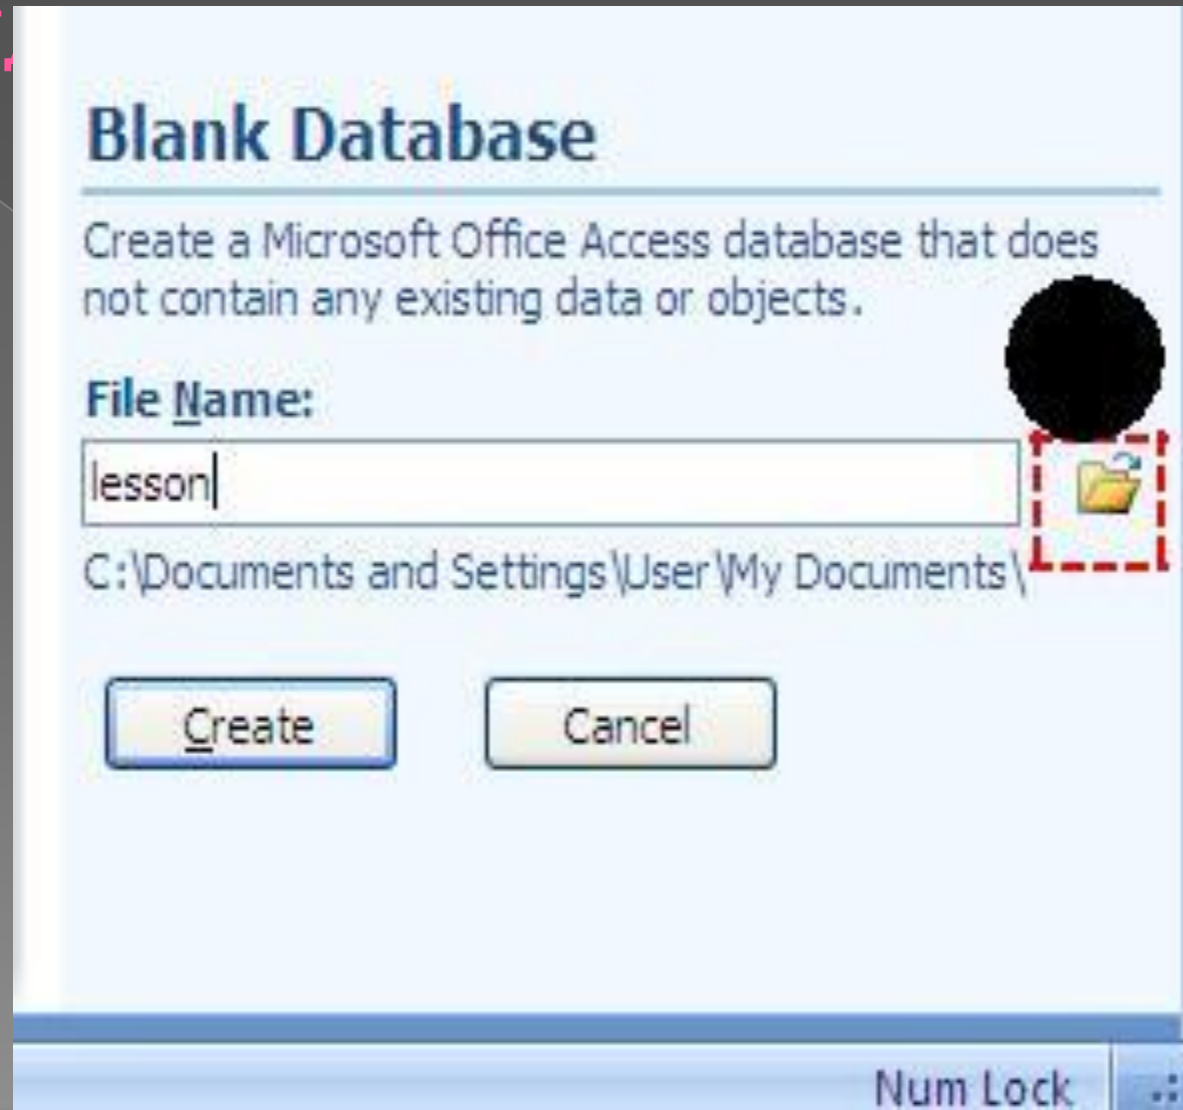 Blank Database
Create a Microsoft Office Access database that does
not contain any existing data or objects.
File Name:
lesson
C:\Documents and Settings\User\My Documents\
Create
Cancel
Num Lock